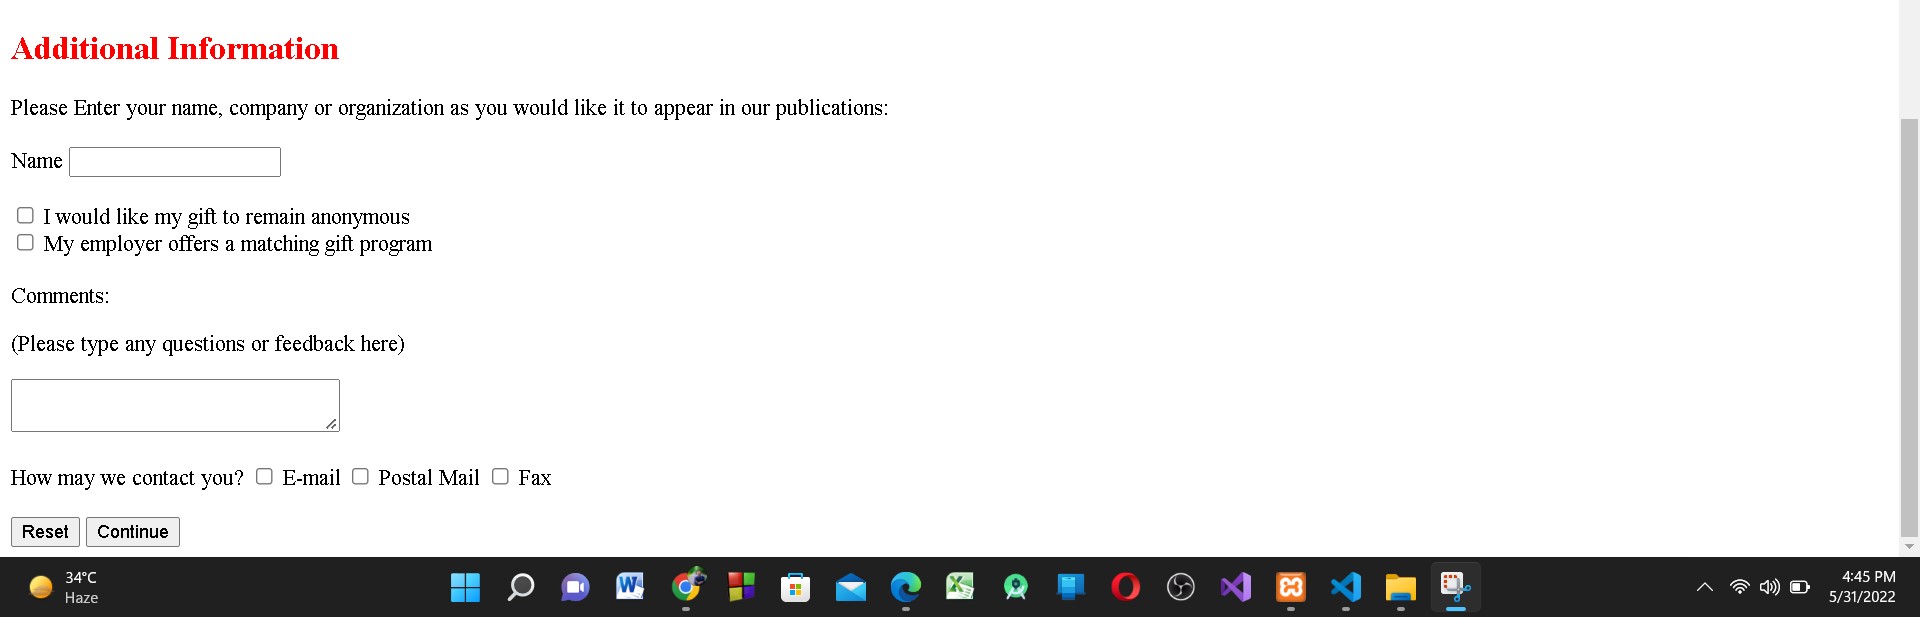 Additional Information
Please Enter your name, company or organization as you would like it to appear in our publications:
Name
I would like my gift to remain anonymous
My employer offers a matching gift program
Comments:
(Please type any questions or feedback here)
How may we contact you? E-mail Postal Mail Fax
Reset Continue
34°C
Haze
4:45 PM
5/31/2022